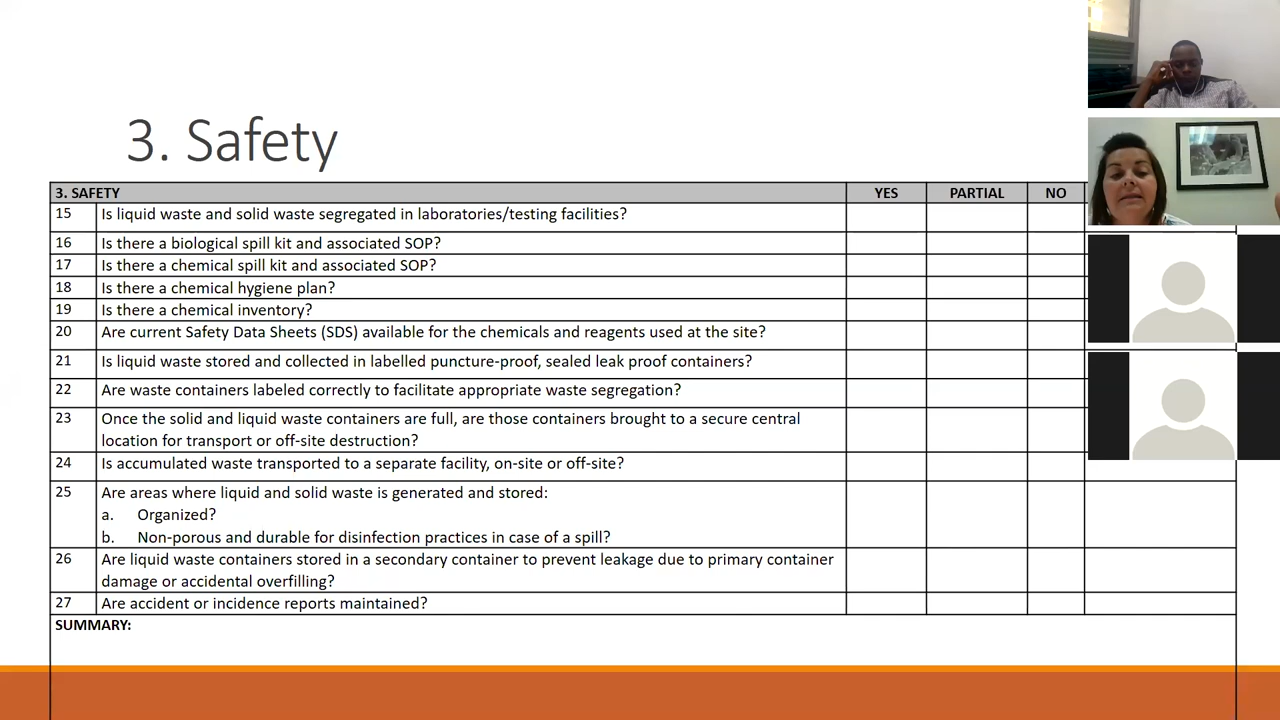 3. Safety
3. SAFETY YES PARTIAL NO
15 Is liquid waste and solid waste segregated in laboratories/testing facilities?
16 Is there a biological spill kit and associated SOP?
17 Is there a chemical spill kit and associated SOP?
18 Is there a chemical hygiene plan?
19 Is there a chemical inventory?
20 Are current Safety Data Sheets (SDS) available for the chemicals and reagents used at the site?
21 Is liquid waste stored and collected in labelled puncture-proof, sealed leak proof containers?
22 Are waste containers labeled correctly to facilitate appropriate waste segregation?
23 Once the solid and liquid waste containers are full, are those containers brought to a secure central
location for transport or off-site destruction?
24 Is accumulated waste transported to a separate facility, on-site or off-site?
25 Are areas where liquid and solid waste is generated and stored:
a. Organized?
b. Non-porous and durable for disinfection practices in case of a spill?
26 Are liquid waste containers stored in a secondary container to prevent leakage due to primary container
damage or accidental overfilling?
27 Are accident or incidence reports maintained?
SUMMARY: